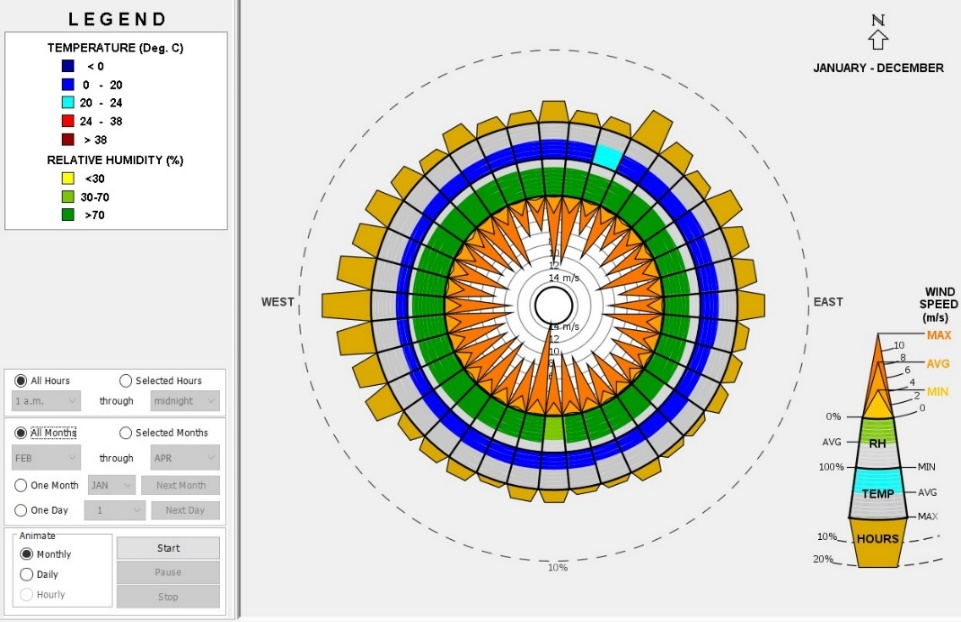 LEGEND
TEMPERATURE (Deg. C)
< 0
0 - 20
20 - 24
24 - 38
> 38
RELATIVE HUMIDITY (%)
<30
30-70
>70
All Hours
Selected Hours
1 a.m.
through
midnight
All Months
Selected Months
FEB
through
APR
One Month
JAN
Next Month
One Day
1
Next Day
Animate
Monthly
Daily
Hourly
Start
Pause
Stop
N
JANUARY - DECEMBER
WEST
EAST
12
14 m/s
14 m/s
12
10
8
10%
WIND
SPEED
(m/s)
MAX
10
8
AVG
6
4
MIN
2
0
0%
RH
AVG
100%
MIN
TEMP
AVG
MAX
10%
HOURS
20%